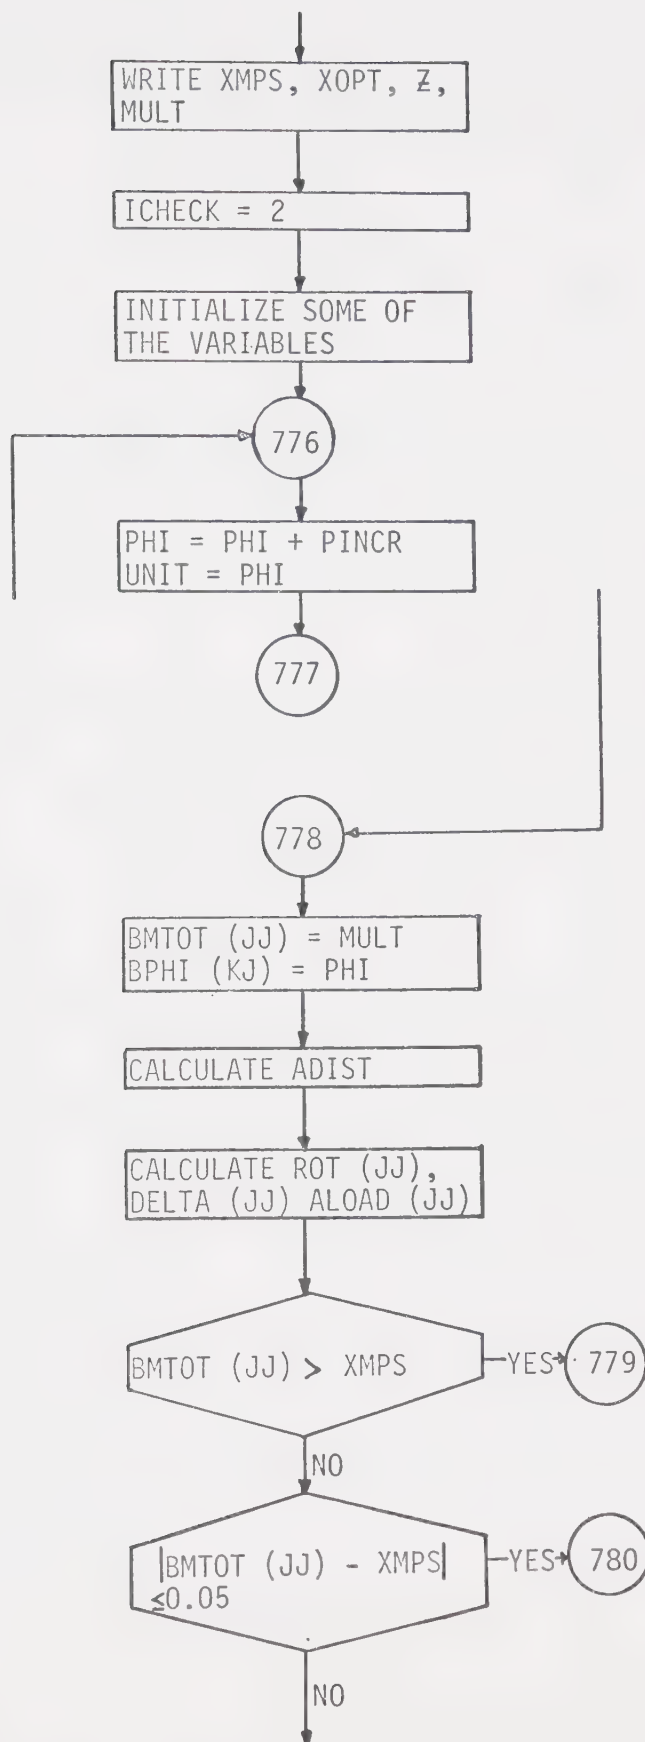 WRITE XMPS, XOPT, Ƶ,
MULT
ICHECK = 2
INITIALIZE SOME OF
THE VARIABLES
776
PHI = PHI + PINCR
UNIT = PHI
777
778
BMTOT (JJ) = MULT
BPHI (KJ) = PHI
CALCULATE ADIST
CALCULATE ROT (JJ),
DELTA (JJ) ALOAD (JJ)
BMTOT (JJ) > XMPS
YES
779
NO
|BMTOT (JJ) - XMPS|
≤0.05
YES
780
NO